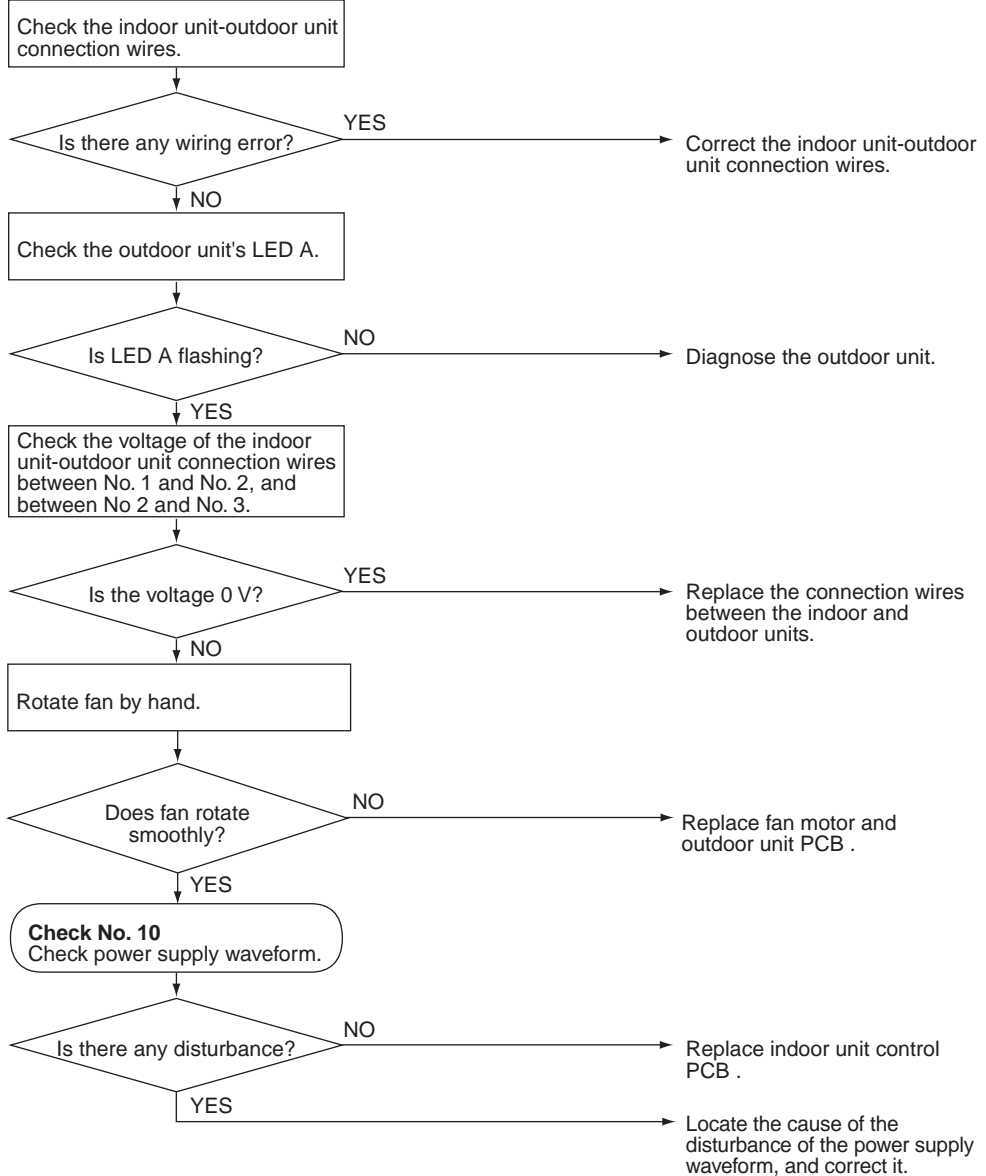 Check the indoor unit-outdoor unit
connection wires.
Is there any wiring error?
YES
Correct the indoor unit-outdoor
unit connection wires.
NO
Check the outdoor unit's LED A.
Is LED A flashing?
NO
Diagnose the outdoor unit.
YES
Check the voltage of the indoor
unit-outdoor unit connection wires
between No. 1 and No. 2, and
between No 2 and No. 3.
Is the voltage 0 V?
YES
Replace the connection wires
between the indoor and
outdoor units.
NO
Rotate fan by hand.
Does fan rotate
smoothly?
NO
Replace fan motor and
outdoor unit PCB .
YES
Check No. 10
Check power supply waveform.
Is there any disturbance?
NO
Replace indoor unit control
PCB .
YES
Locate the cause of the
disturbance of the power supply
waveform, and correct it.